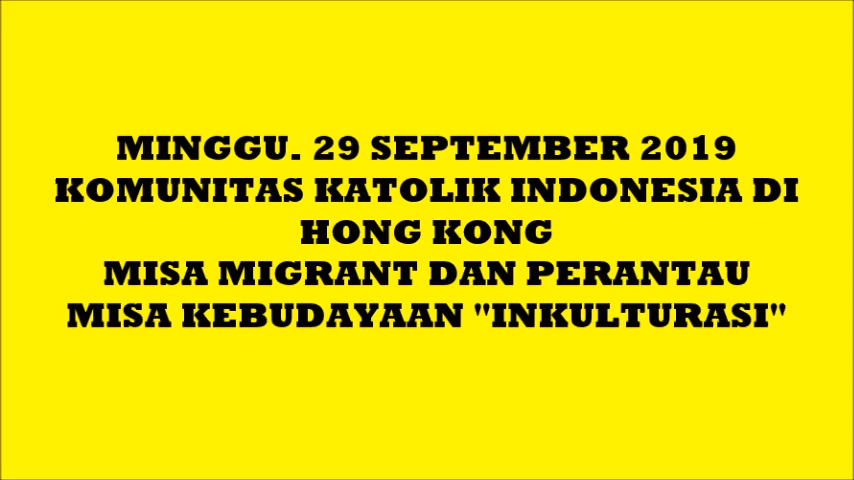 MINGGU. 29 SEPTEMBER 2019
KOMUNITAS KATOLIK INDONESIA DI
HONG KONG
MISA MIGRANT DAN PERANTAU
MISA KEBUDAYAAN "INKULTURASI"